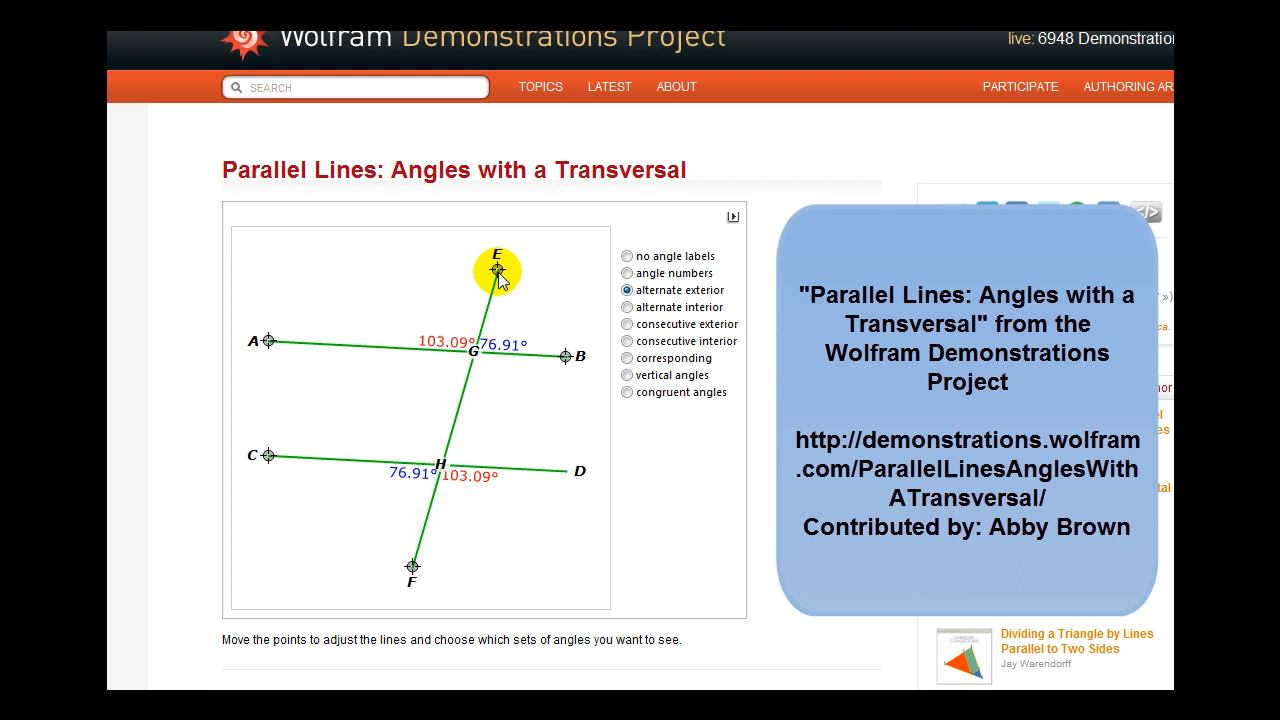 Wolfram Demonstrations Project
live: 6948 Demonstration
SEARCH
TOPICS LATEST ABOUT
PARTICIPATE AUTHORING AR
Parallel Lines: Angles with a Transversal
E
A
103.09° 76.91°
G
B
C
H
D
76.91° 103.09°
F
no angle labels
angle numbers
alternate exterior
alternate interior
consecutive exterior
consecutive interior
corresponding
vertical angles
congruent angles
"Parallel Lines: Angles with a
Transversal" from the
Wolfram Demonstrations
Project
http://demonstrations.wolfram
.com/ParallelLinesAnglesWith
ATransversal/
Contributed by: Abby Brown
Move the points to adjust the lines and choose which sets of angles you want to see.
Dividing a Triangle by Lines
Parallel to Two Sides
Jay Warendorff